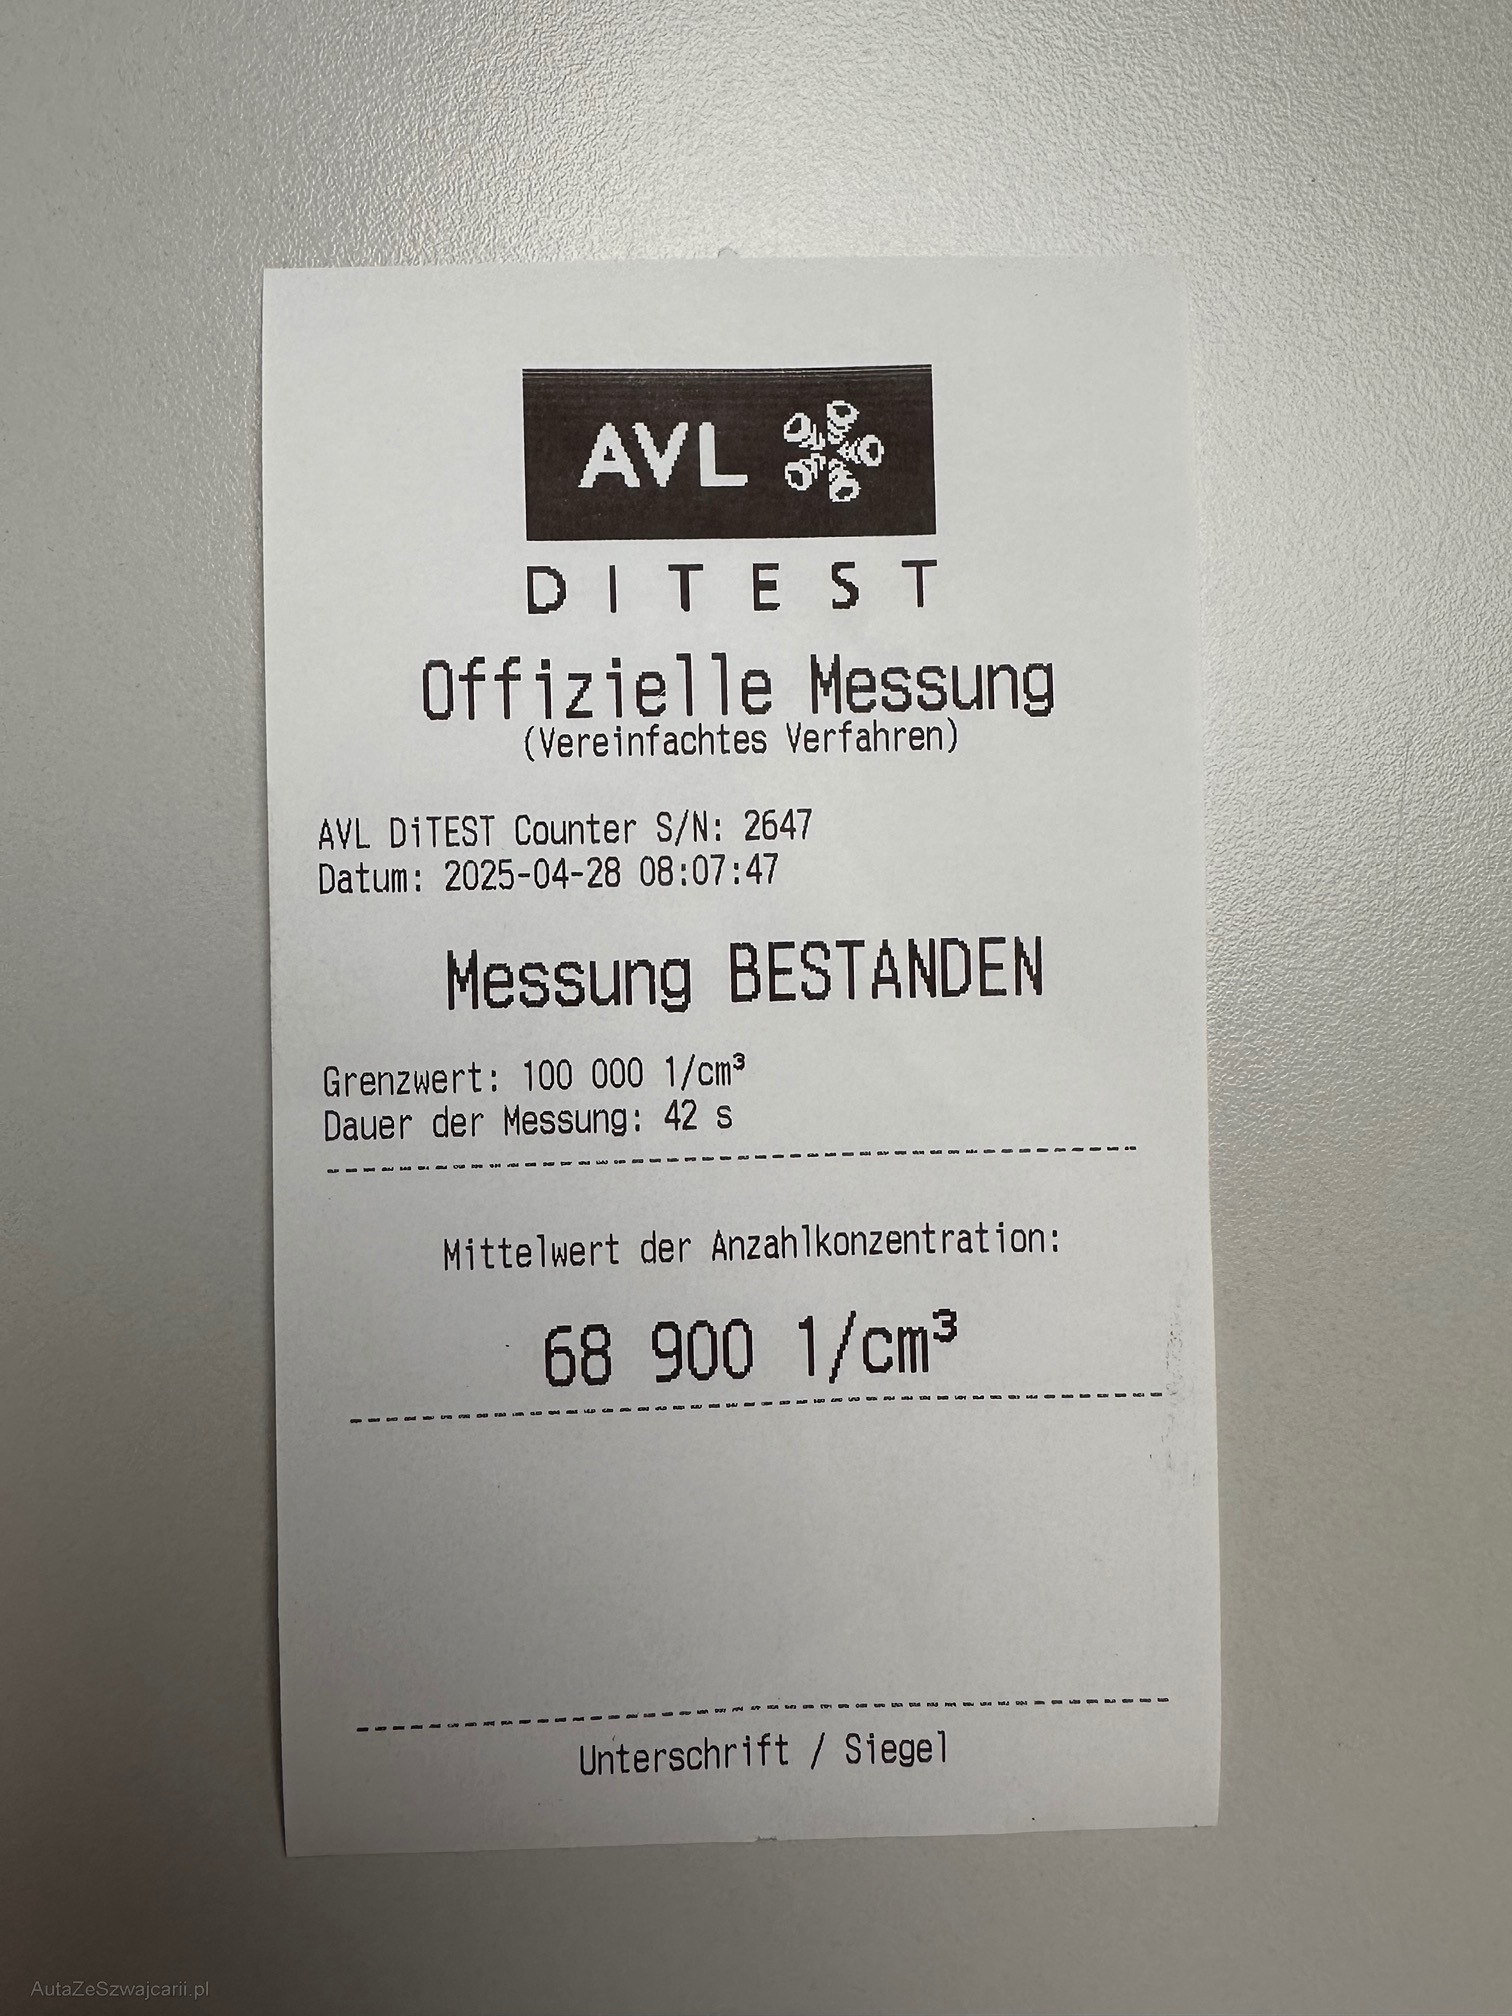 AVL
DITEST
Offizielle Messung
(Vereinfachtes Verfahren)
AVL DiTEST Counter S/N: 2647
Datum: 2025-04-28 08:07:47
Messung BESTANDEN
Grenzwert: 100 000 1/cm³
Dauer der Messung: 42 s
Mittelwert der Anzahlkonzentration:
68 900 1/cm³
Unterschrift / Siegel
AutaZeSzwajcarii.pl